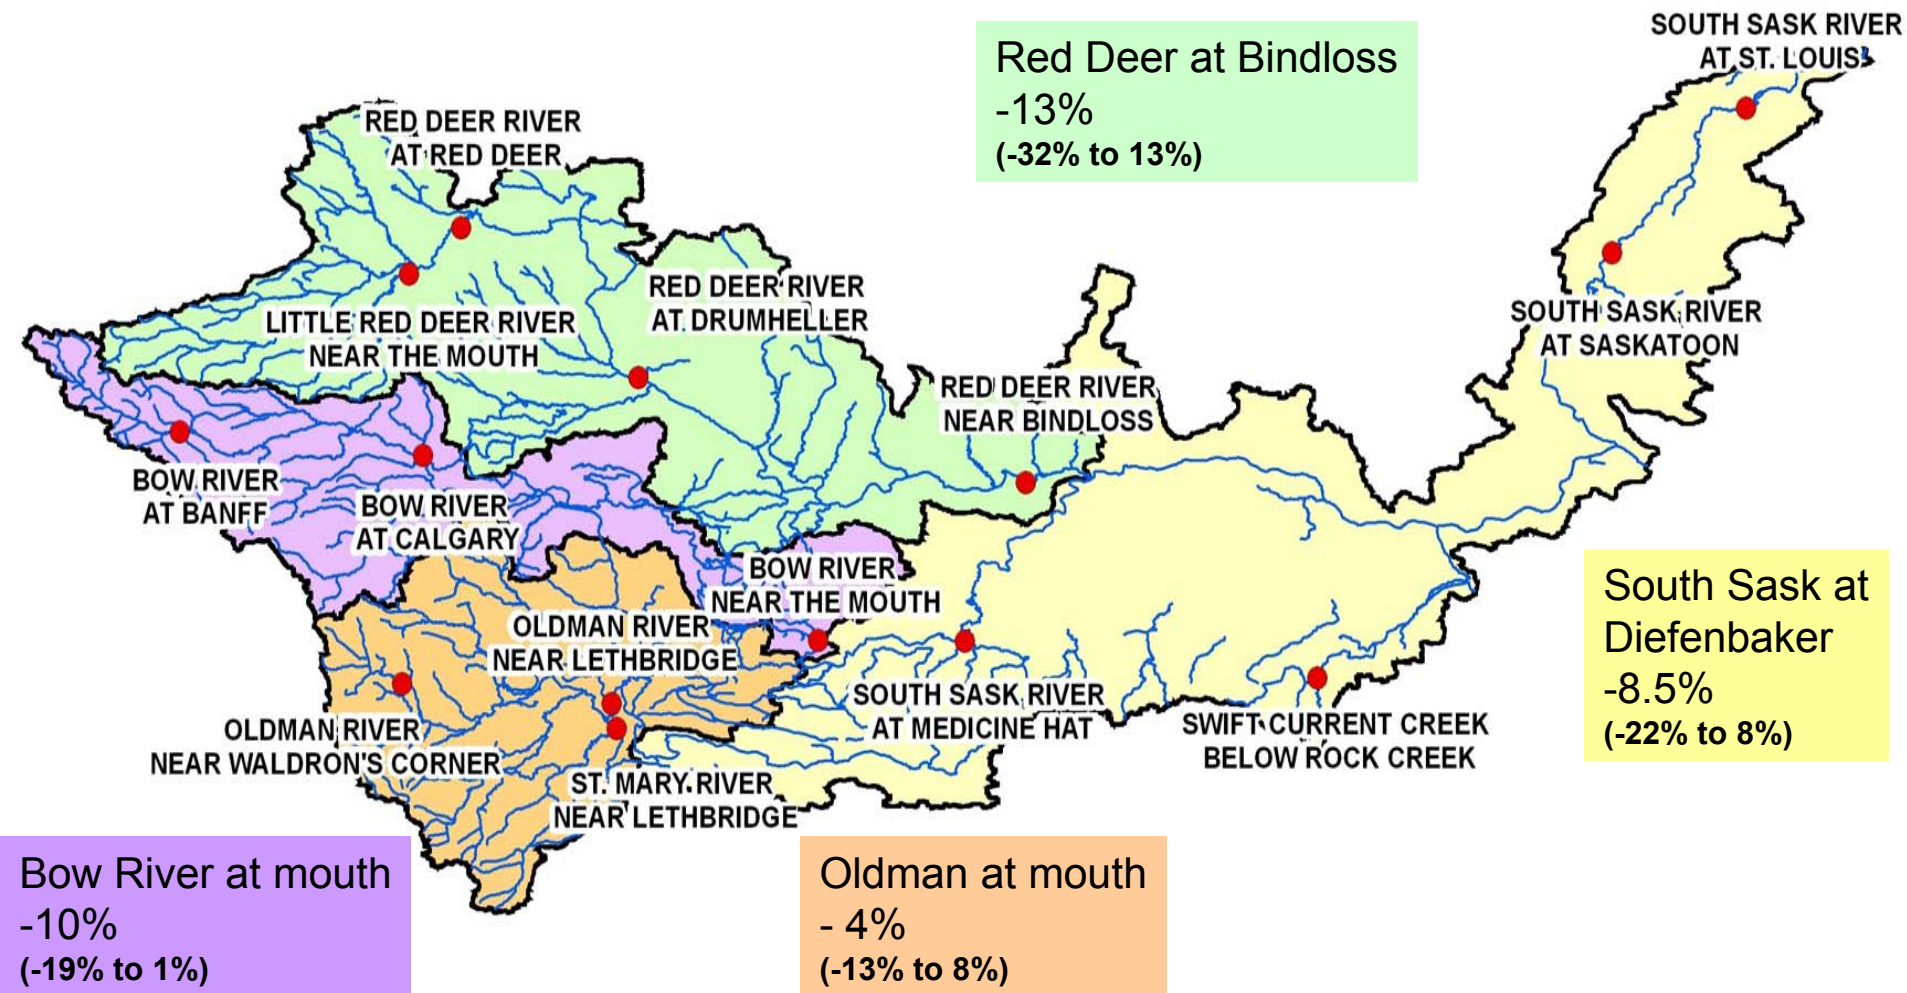 SOUTH SASK RIVER
AT ST. LOUIS
Red Deer at Bindloss
-13%
(-32% to 13%)
RED DEER RIVER
AT RED DEER
RED DEER RIVER
AT DRUMHELLER
LITTLE RED DEER RIVER
NEAR THE MOUTH
SOUTH SASK RIVER
AT SASKATOON
RED DEER RIVER
NEAR BINDLOSS
BOW RIVER
AT BANFF
BOW RIVER
AT CALGARY
BOW RIVER
NEAR THE MOUTH
OLDMAN RIVER
NEAR LETHBRIDGE
South Sask at
Diefenbaker
-8.5%
(-22% to 8%)
SOUTH SASK RIVER
AT MEDICINE HAT
SWIFT CURRENT CREEK
BELOW ROCK CREEK
OLDMAN RIVER
NEAR WALDRON'S CORNER
ST. MARY RIVER
NEAR LETHBRIDGE
Bow River at mouth
-10%
(-19% to 1%)
Oldman at mouth
- 4%
(-13% to 8%)